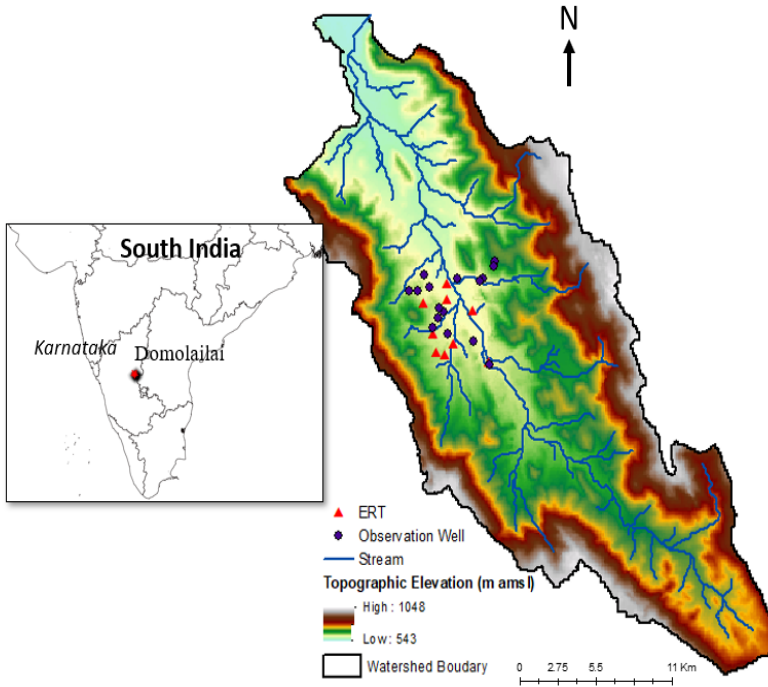 N
South India
Karnataka
Domolailai
ERT
Observation Well
Stream
Topographic Elevation (m amsl)
High : 1048
Low : 543
Watershed Boudary
0 2.75 5.5 11 Km